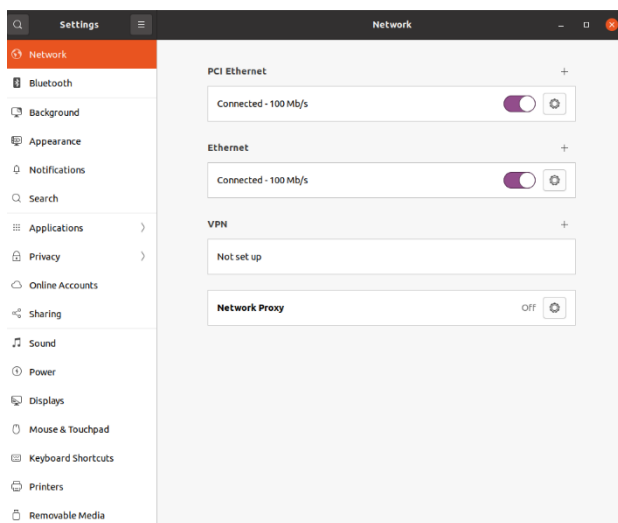 Settings
Network
Network
Bluetooth
Background
Appearance
Notifications
Search
Applications
Privacy
Online Accounts
Sharing
Sound
Power
Displays
Mouse & Touchpad
Keyboard Shortcuts
Printers
Removable Media
PCI Ethernet
Connected - 100 Mb/s
Ethernet
Connected - 100 Mb/s
VPN
Not set up
Network Proxy Off